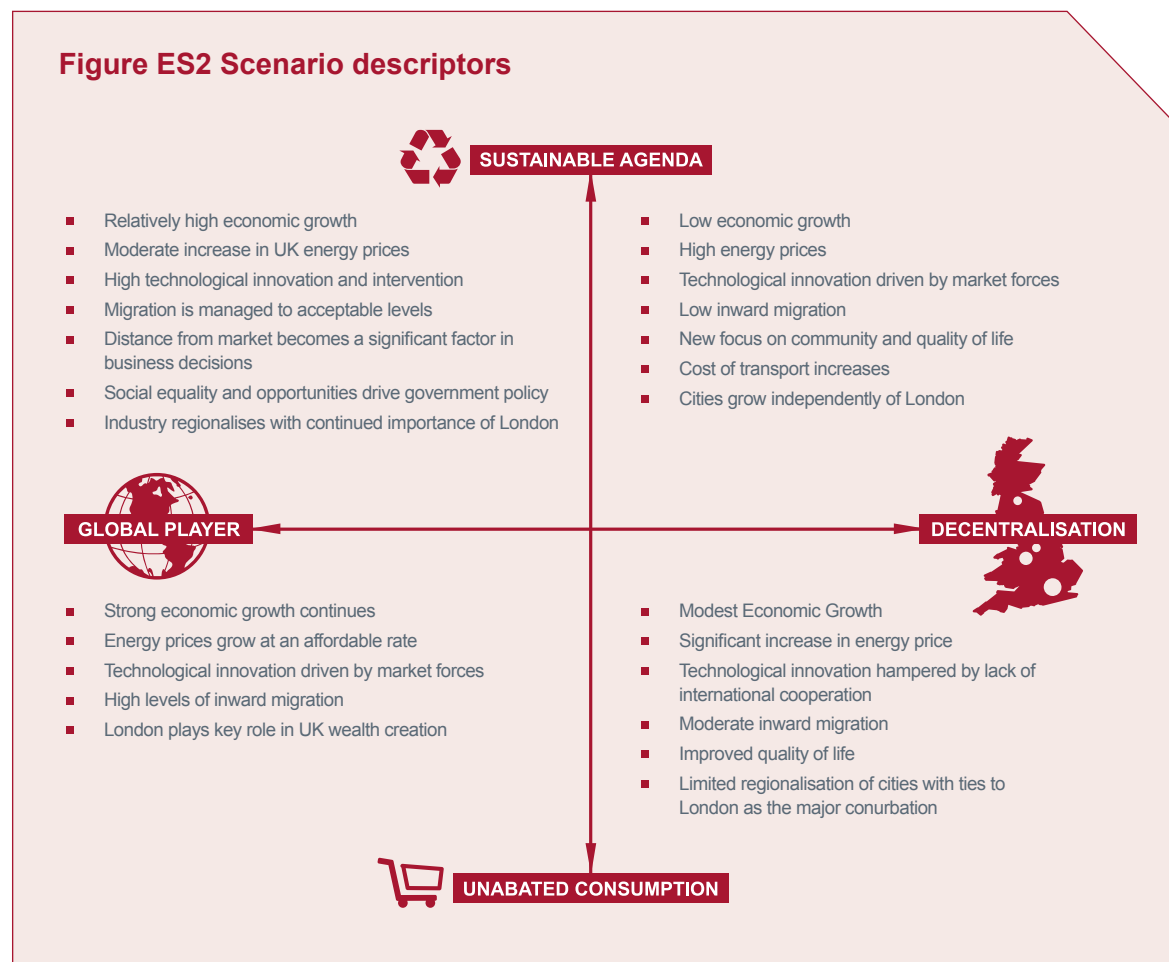 Figure ES2 Scenario descriptors
SUSTAINABLE AGENDA
Relatively high economic growth
Moderate increase in UK energy prices
High technological innovation and intervention
Migration is managed to acceptable levels
Distance from market becomes a significant factor in
business decisions
Social equality and opportunities drive government policy
Industry regionalises with continued importance of London
Low economic growth
High energy prices
Technological innovation driven by market forces
Low inward migration
New focus on community and quality of life
Cost of transport increases
Cities grow independently of London
GLOBAL PLAYER
DECENTRALISATION
Strong economic growth continues
Energy prices grow at an affordable rate
Technological innovation driven by market forces
High levels of inward migration
London plays key role in UK wealth creation
Modest Economic Growth
Significant increase in energy price
Technological innovation hampered by lack of
international cooperation
Moderate inward migration
Improved quality of life
Limited regionalisation of cities with ties to
London as the major conurbation
UNABATED CONSUMPTION